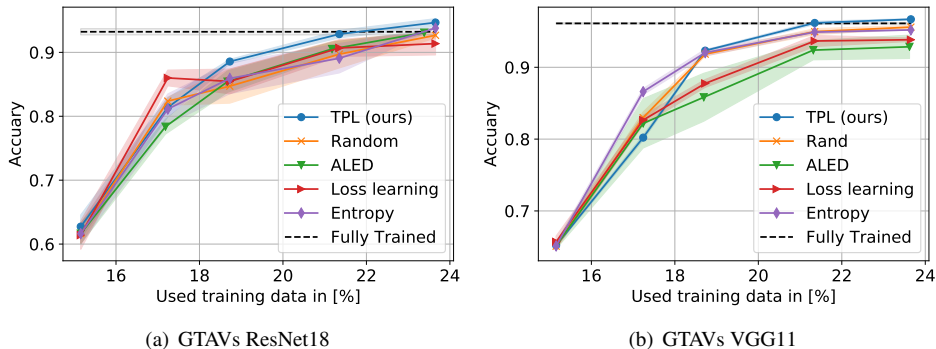 0.9
0.8
0.7
0.6
Accuary
TPL (ours)
Random
ALED
Loss learning
Entropy
Fully Trained
16 18 20 22 24
Used training data in [%]
(a) GTAVs ResNet18
0.9
0.8
0.7
Accuary
TPL (ours)
Rand
ALED
Loss learning
Entropy
Fully Trained
16 18 20 22 24
Used training data in [%]
(b) GTAVs VGG11